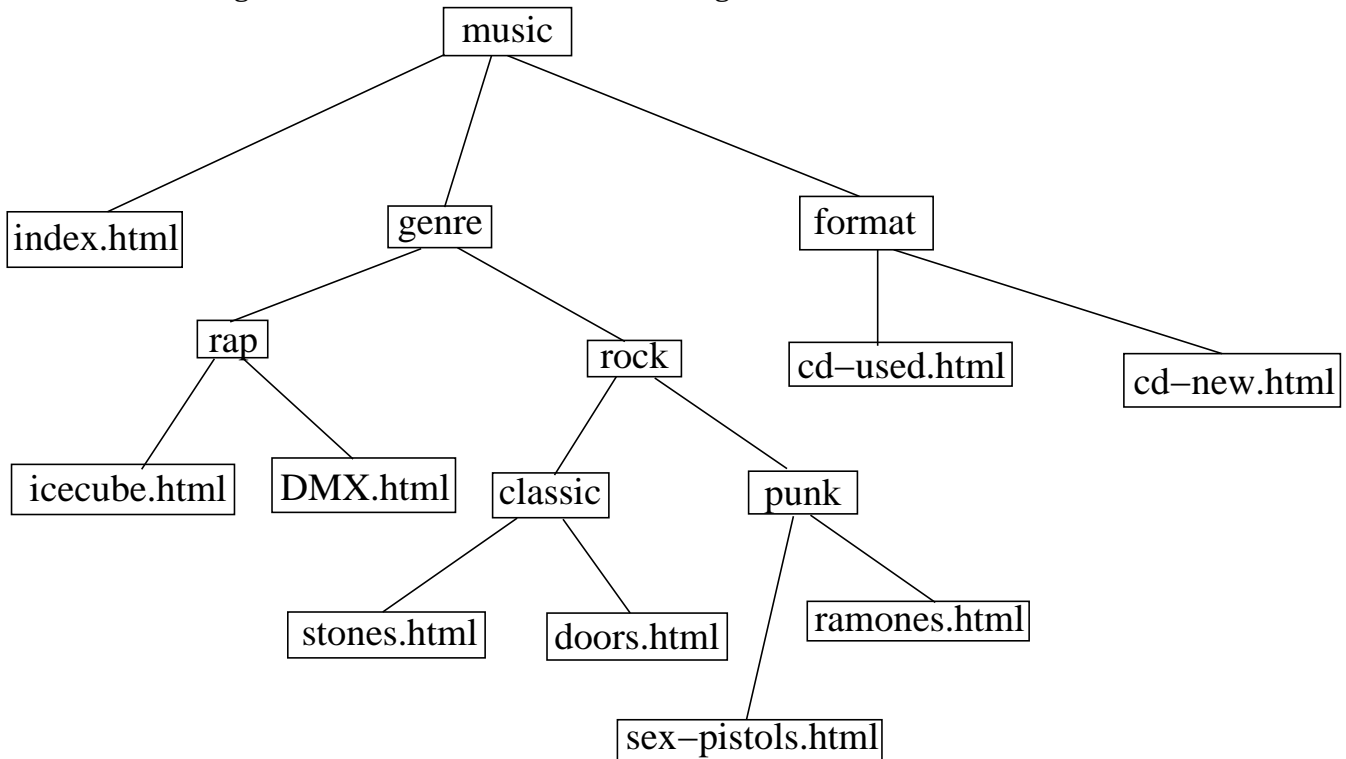 music
index.html
genre
format
rap
rock
cd−used.html
cd−new.html
icecube.html
DMX.html
classic
punk
stones.html
doors.html
ramones.html
sex−pistols.html